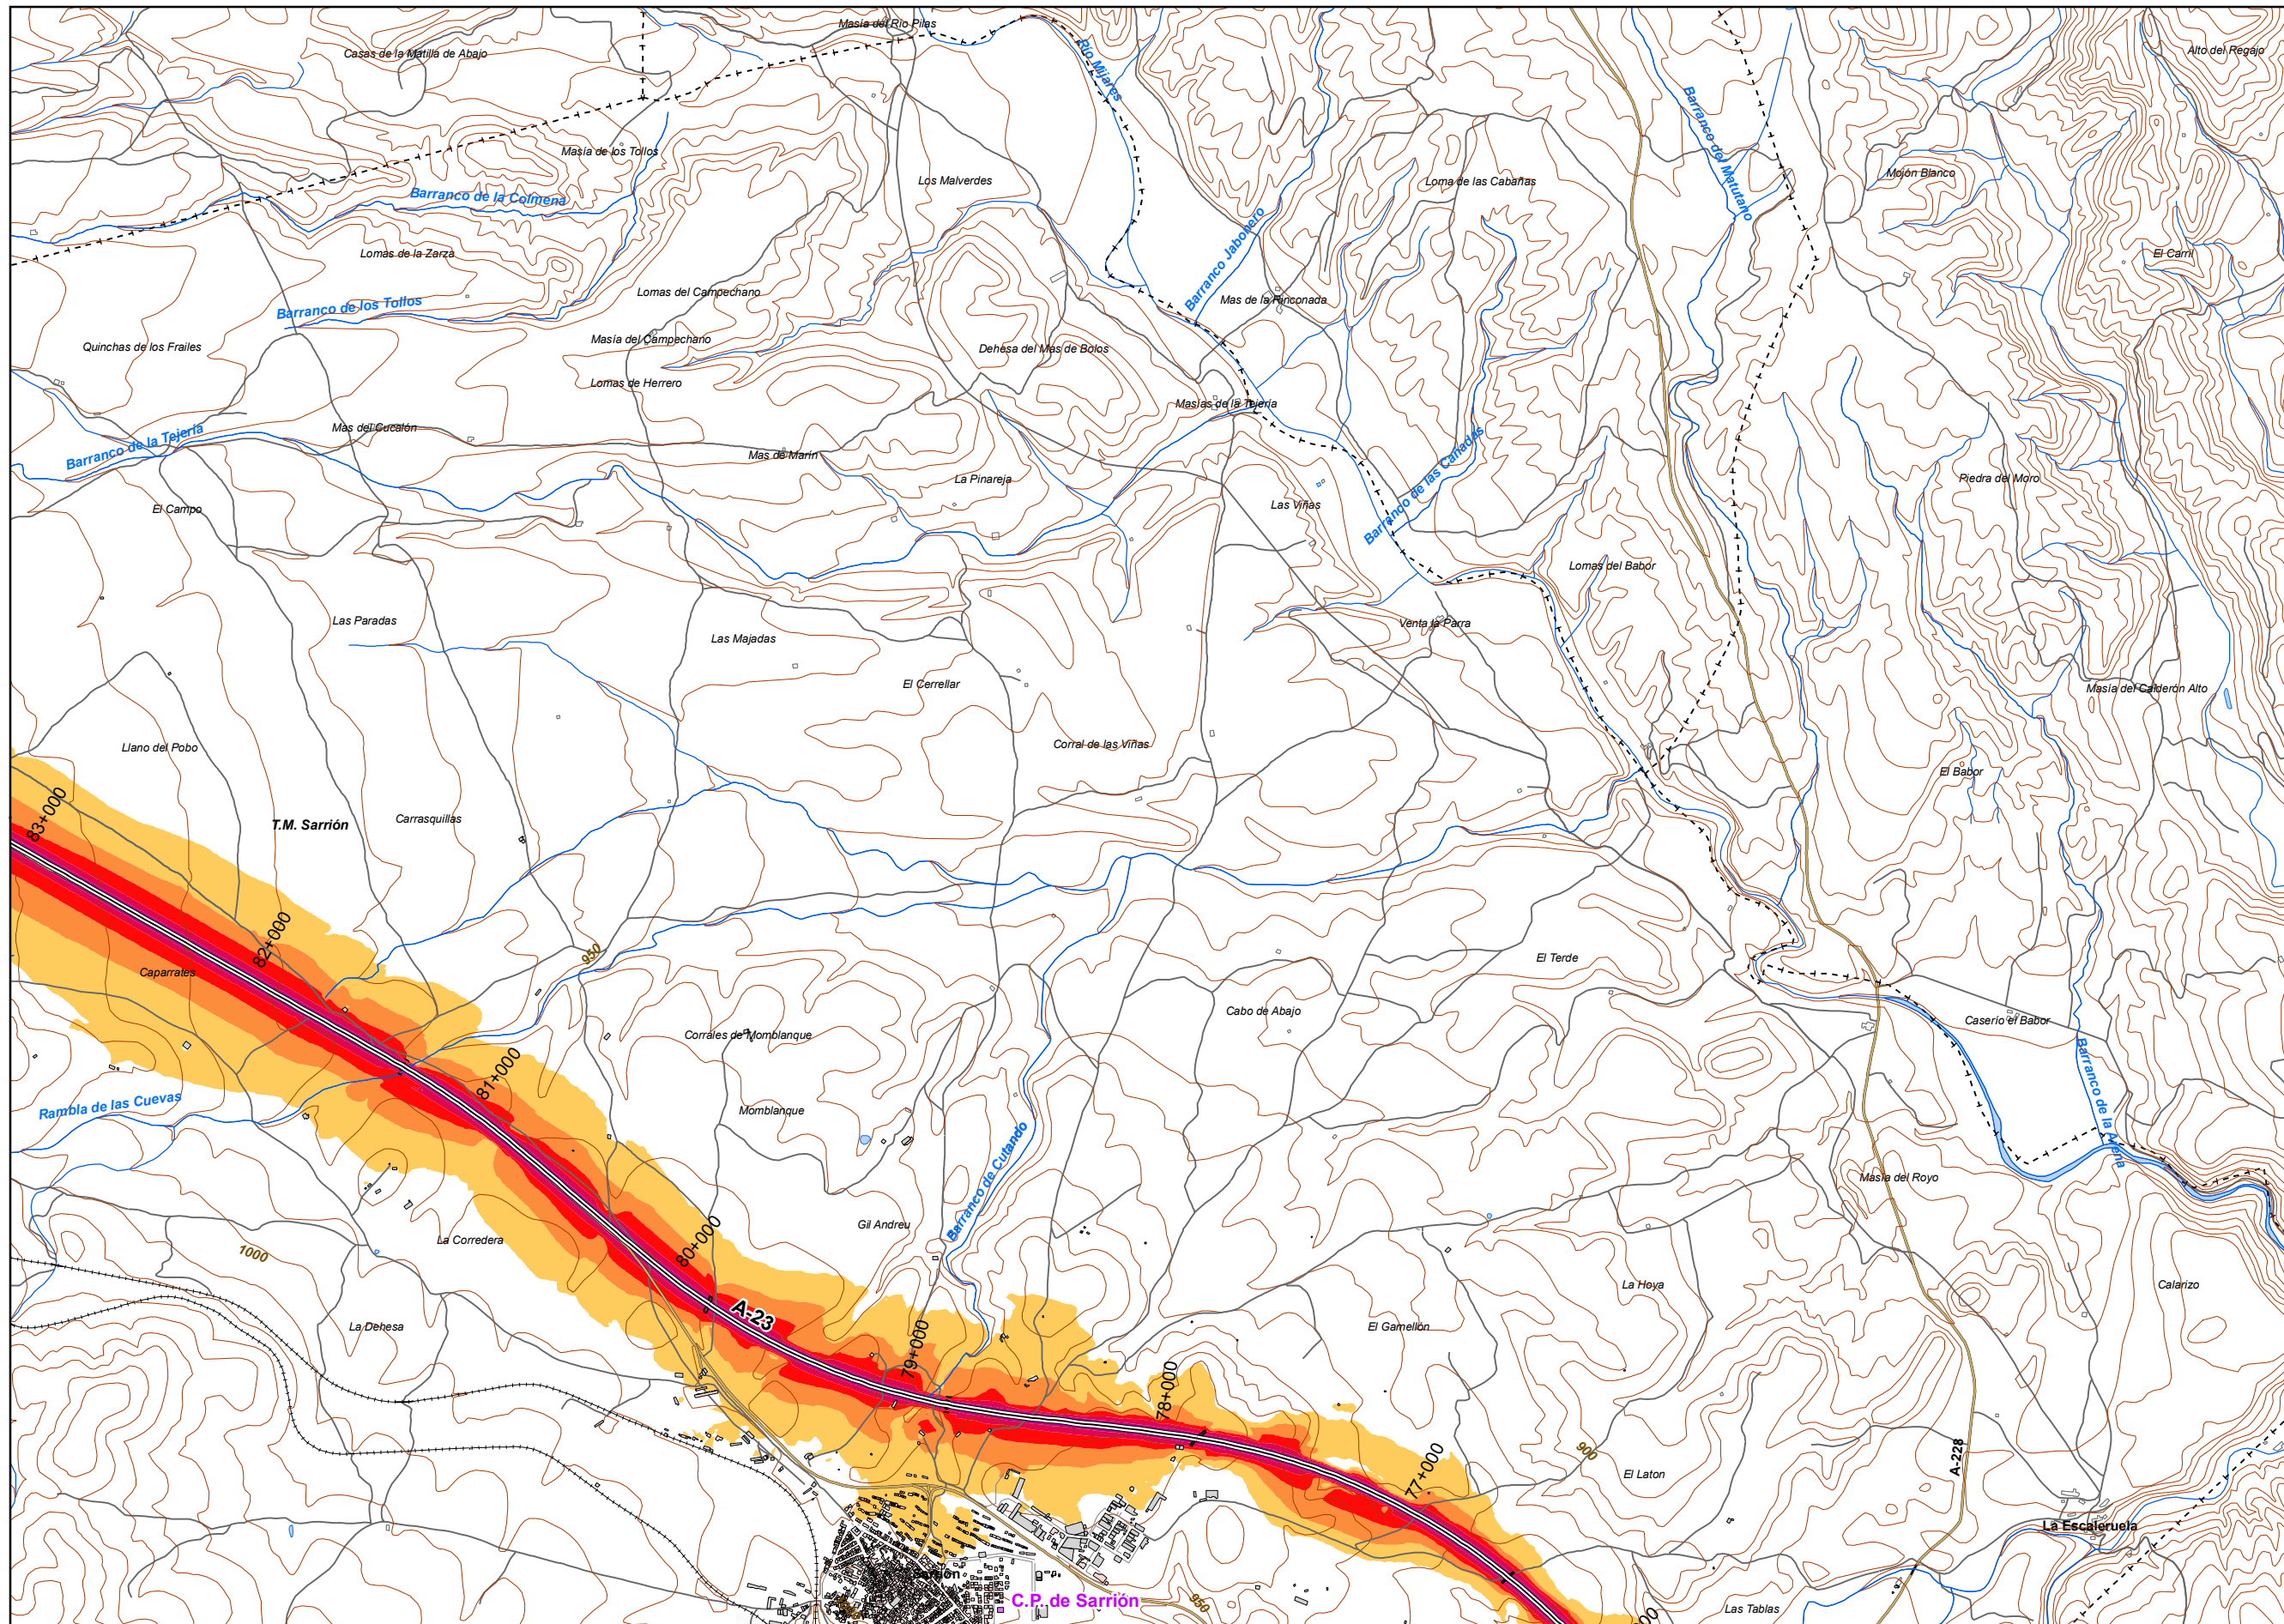 Masía del Río Pilas
Casas de la Matilla de Abajo
Río Mijares
Alto del Regajo
Barranco del Matutano
Masía de los Tollos
Los Malverdes
Loma de las Cabañas
Mojón Blanco
Barranco de la Colmena
Barranco Jabonero
Lomas de la Zarza
El Carril
Lomas del Campechano
Mas de la Rinconada
Barranco de los Tollos
Masía del Campechano
Quinchas de los Frailes
Dehesa del Mas de Bolos
Lomas de Herrero
Masías de la Tejería
Mas del Cucalón
Barranco de la Tejería
Mas de Marín
Barranco de las Cañadas
La Pinareja
Piedra del Moro
Las Viñas
El Campo
Lomas del Babor
Las Paradas
Venta la Parra
Las Majadas
El Cerrellar
Masía del Calderón Alto
Llano del Pobo
Corral de las Viñas
El Babor
83+000
T.M. Sarrión
Carrasquillas
82+000
950
El Terde
Caparrates
Cabo de Abajo
Caserío el Babor
Corrales de Momblanque
81+000
Barranco de la Arena
Rambla de las Cuevas
Momblanque
Barranco de Cutando
Masía del Royo
Gil Andreu
80+000
La Corredera
1000
La Hoya
Calarizo
A-23
La Dehesa
El Gamellón
79+000
78+000
900
A-228
77+000
El Laton
La Escaleruela
Sarrión
C.P. de Sarrión
950
Las Tablas